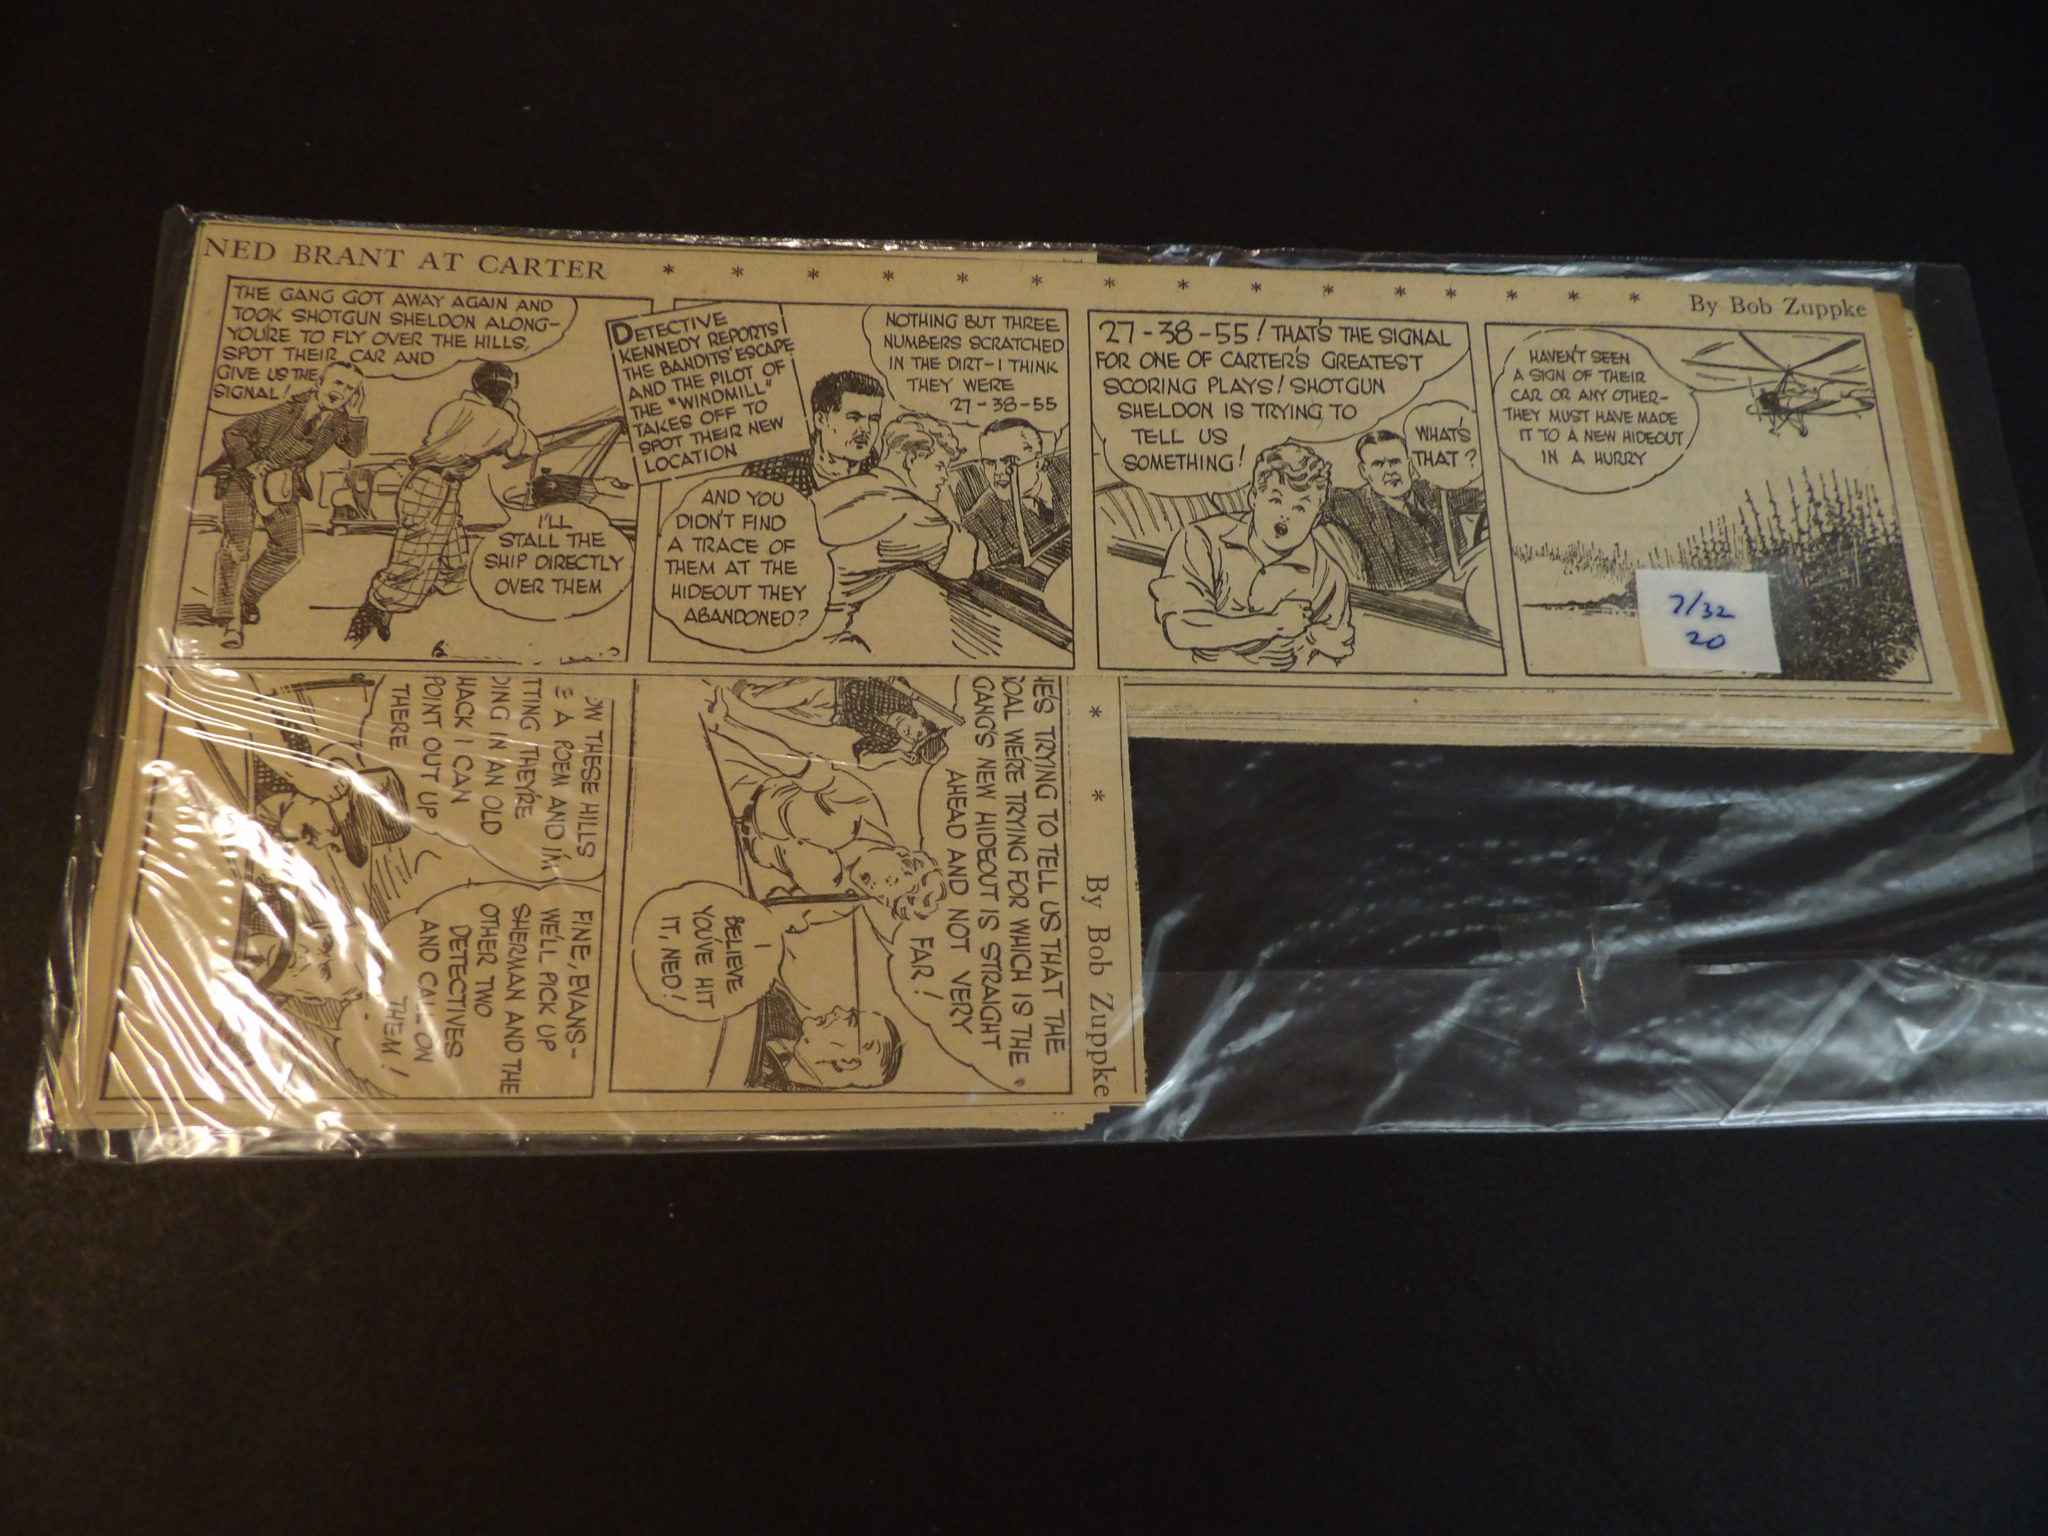 NED BRANT AT CARTER * * * * * * * * * * * * * * By Bob Zuppke
THE GANG GOT AWAY AGAIN AND
TOOK SHOTGUN SHELDON ALONG–
YOU'RE TO FLY OVER THE HILLS,
SPOT THEIR CAR AND
GIVE US THE
SIGNAL!
I'LL
STALL THE
SHIP DIRECTLY
OVER THEM
DETECTIVE
KENNEDY REPORTS
THE BANDITS' ESCAPE
AND THE PILOT OF
THE "WINDMILL"
TAKES OFF TO
SPOT THEIR NEW
LOCATION
AND YOU
DIDN'T FIND
A TRACE OF
THEM AT THE
HIDEOUT THEY
ABANDONED?
NOTHING BUT THREE
NUMBERS SCRATCHED
IN THE DIRT–I THINK
THEY WERE
27-38-55
27-38-55! THAT'S THE SIGNAL
FOR ONE OF CARTER'S GREATEST
SCORING PLAYS! SHOTGUN
SHELDON IS TRYING TO
TELL US
SOMETHING!
WHAT'S
THAT?
HAVEN'T SEEN
A SIGN OF THEIR
CAR OR ANY OTHER–
THEY MUST HAVE MADE
IT TO A NEW HIDEOUT
IN A HURRY
7/32
20
* * By Bob Zuppke
HE'S TRYING TO TELL US THAT THE
GOAL WE'RE TRYING FOR WHICH IS THE
GANG'S NEW HIDEOUT IS STRAIGHT
AHEAD AND NOT VERY
FAR!
I
BELIEVE
YOU'VE HIT
IT, NED!
OWN THESE HILLS
E A POEM AND I'M
TTING THEY'RE
DING IN AN OLD
HACK I CAN
POINT OUT UP
THERE
FINE, EVANS–
WE'LL PICK UP
SHERMAN AND THE
OTHER TWO
DETECTIVES
AND CALL ON
THEM!